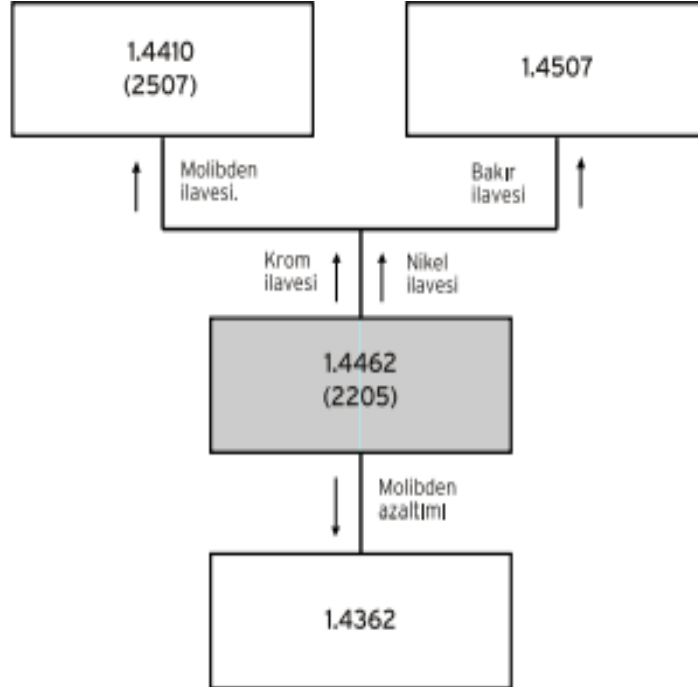 1.4410
(2507)
1.4507
Molibden
ilavesi.
Bakır
ilavesi
Krom
ilavesi
Nikel
ilavesi
1.4462
(2205)
Molibden
azaltımı
1.4362